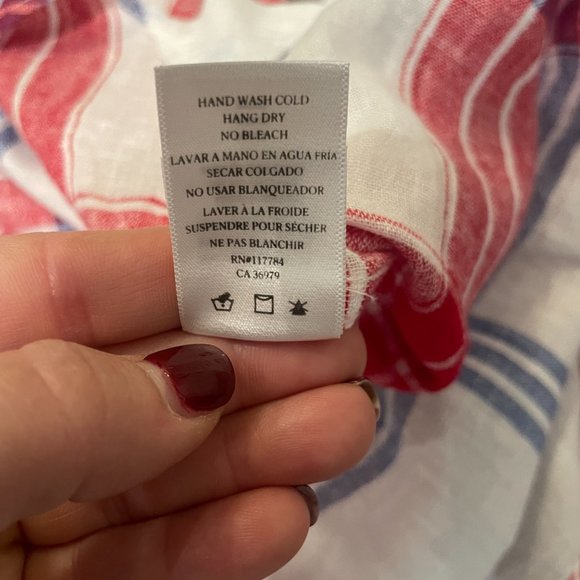 HAND WASH COLD
HANG DRY
NO BLEACH
LAVAR A MANO EN AGUA FRÍA
SECAR COLGADO
NO USAR BLANQUEADOR
LAVER À LA FROIDE
SUSPENDRE POUR SÉCHER
NE PAS BLANCHIR
RN#117784
CA 36979